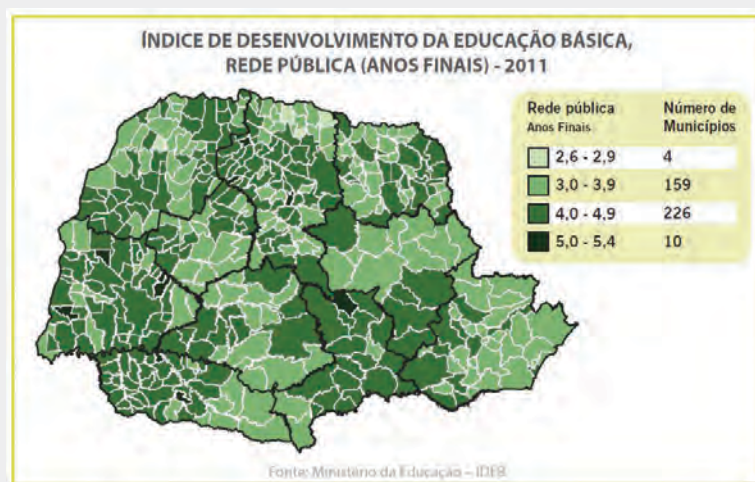 ÍNDICE DE DESENVOLVIMENTO DA EDUCAÇÃO BÁSICA,
REDE PÚBLICA (ANOS FINAIS) - 2011
Rede pública Número de
Anos Finais Municípios
2,6 - 2,9 4
3,0 - 3,9 159
4,0 - 4,9 226
5,0 - 5,4 10
Fonte: Ministério da Educação – IDEB